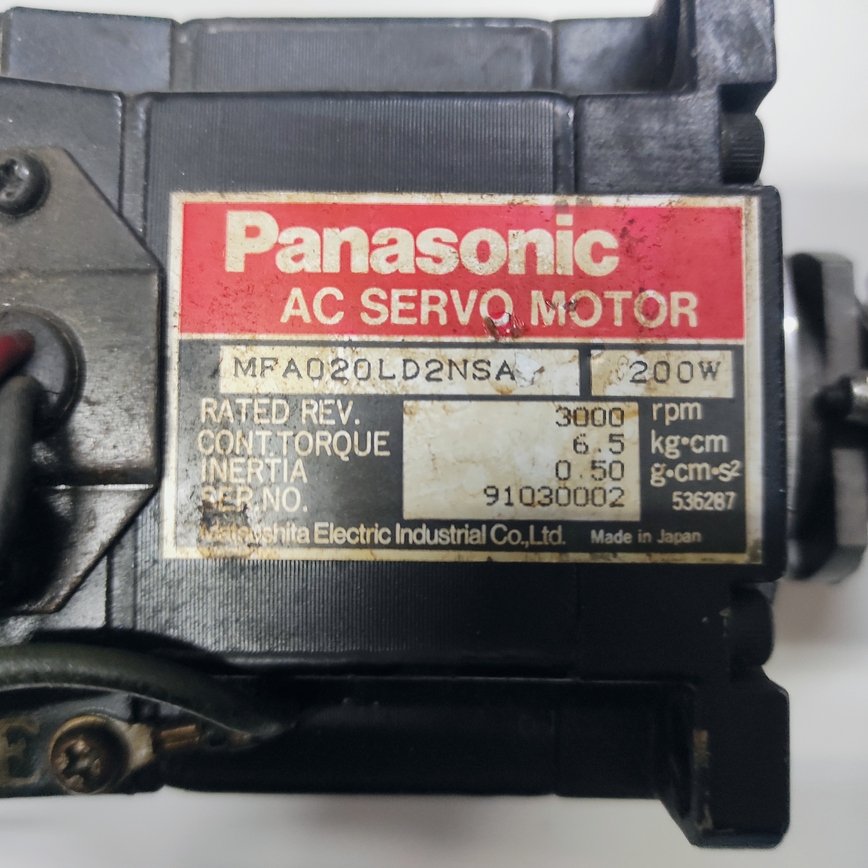 Panasonic
AC SERVO MOTOR
MFA020LD2NSA 200W
RATED REV. 3000 rpm
CONT.TORQUE 6.5 kg•cm
INERTIA 0.50 g•cm•s²
SER.NO. 91030002 536287
Matsushita Electric Industrial Co.,Ltd. Made in Japan
E